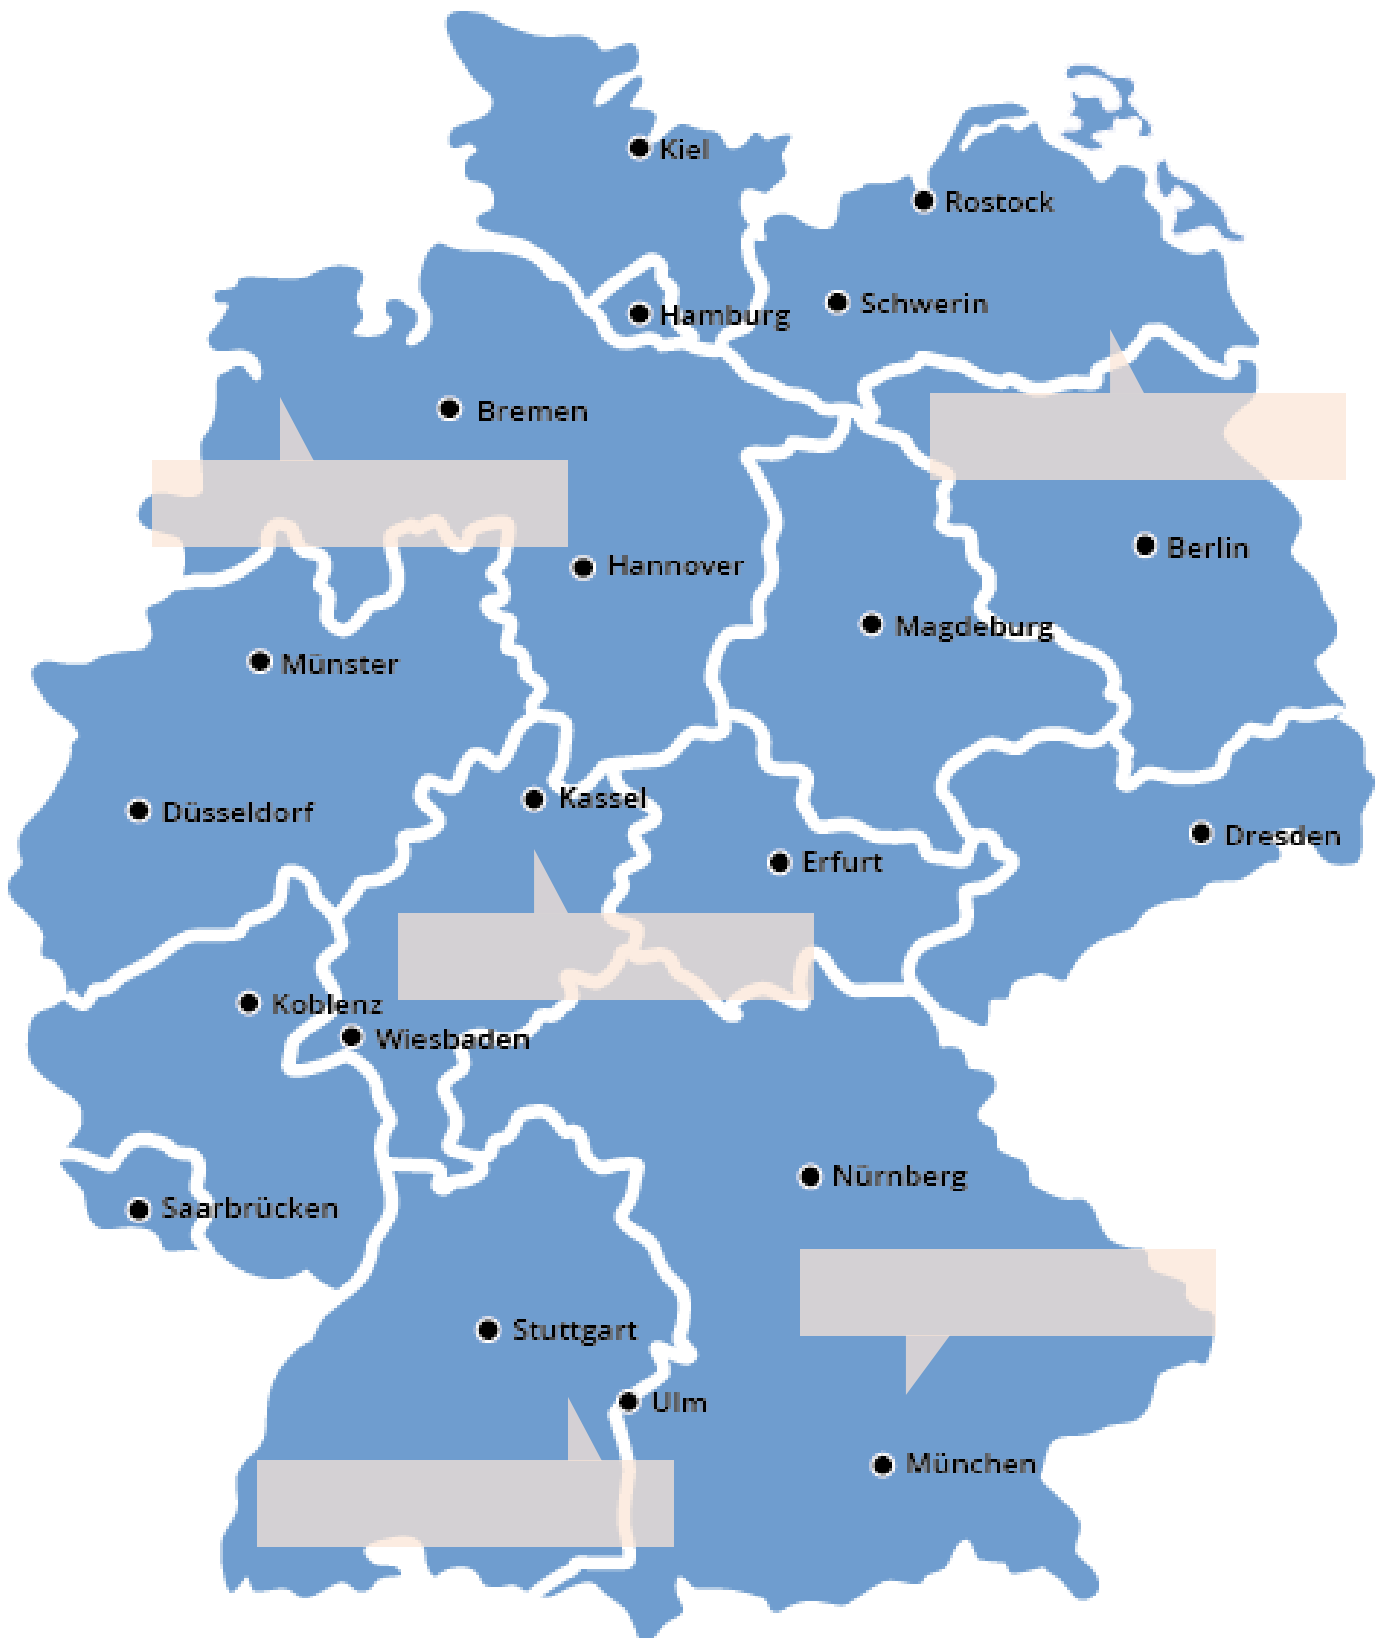 Kiel
Rostock
Schwerin
Hamburg
Bremen
Berlin
Hannover
Magdeburg
Münster
Kassel
Düsseldorf
Dresden
Erfurt
Koblenz
Wiesbaden
Nürnberg
Saarbrücken
Stuttgart
Ulm
München